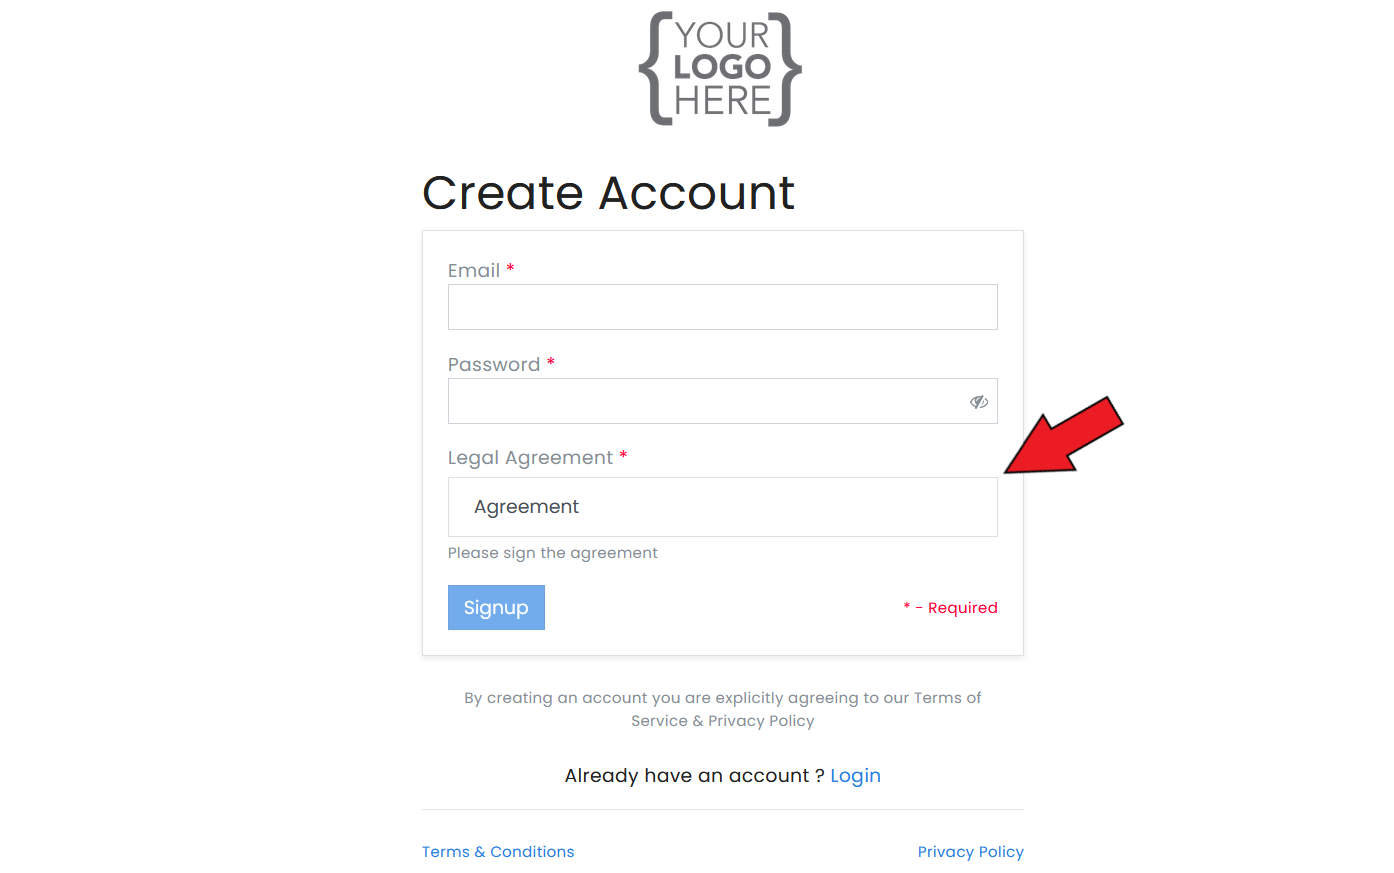 YOUR
LOGO
HERE
Create Account
Email *
Password *
Legal Agreement *
Agreement
Please sign the agreement
Signup
* - Required
By creating an account you are explicitly agreeing to our Terms of
Service & Privacy Policy
Already have an account ? Login
Terms & Conditions
Privacy Policy